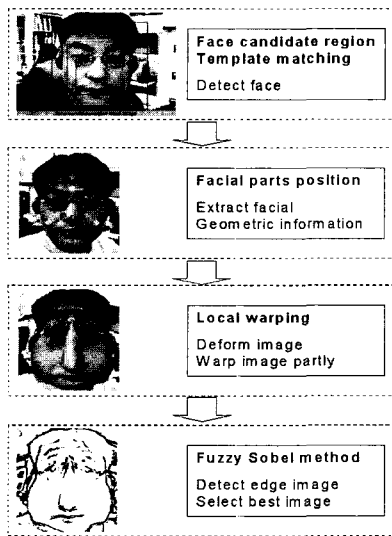 Face candidate region
Template matching
Detect face
Facial parts position
Extract facial
Geometric information
Local warping
Deform image
Warp image partly
Fuzzy Sobel method
Detect edge image
Select best image